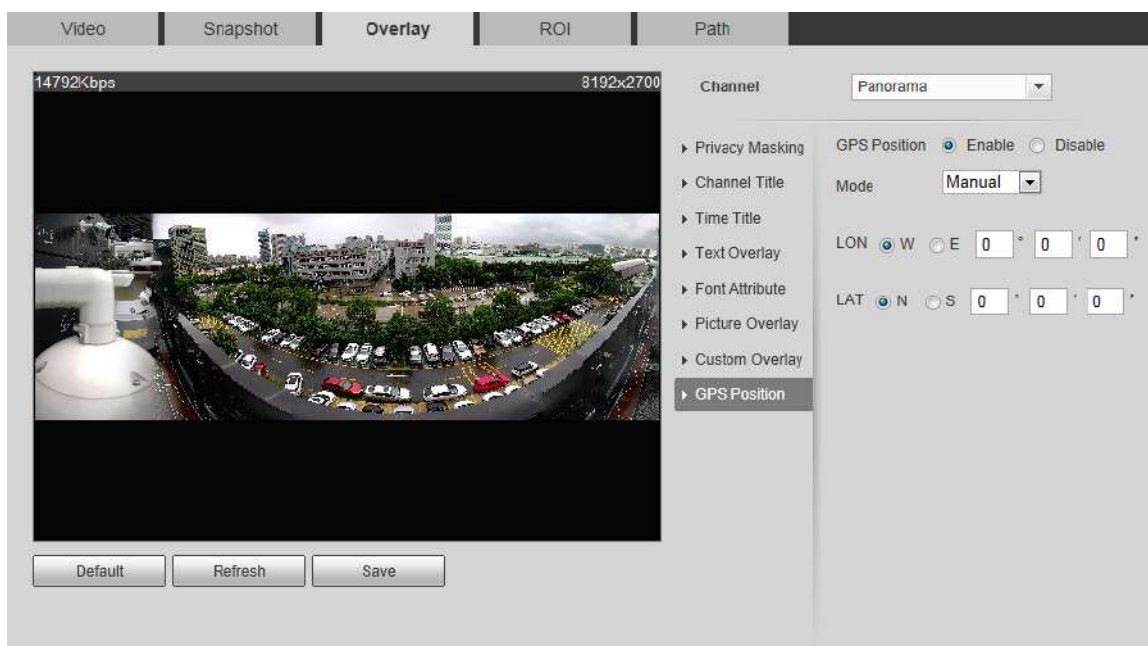 Video Snapshot Overlay ROI Path
14792Kbps 8192x2700
Channel Panorama
Privacy Masking
Channel Title
Time Title
Text Overlay
Font Attribute
Picture Overlay
Custom Overlay
GPS Position
GPS Position Enable Disable
Mode Manual
LON W E 0 ° 0 ' 0 "
LAT N S 0 ° 0 ' 0 "
Default Refresh Save